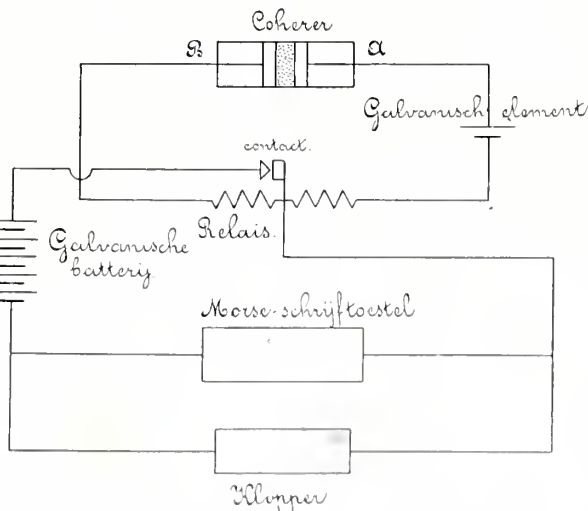 Coherer
B A
Galvanisch element
contact.
Relais.
Galvanische
batterij
Morse-schrijftoestel
Klopper